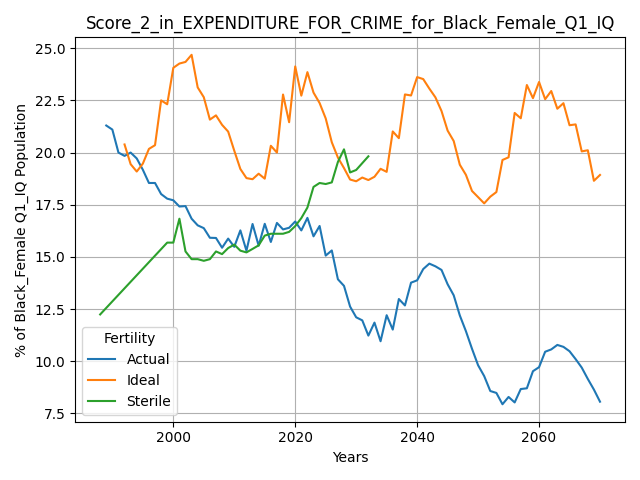 Score_2_in_EXPENDITURE_FOR_CRIME_for_Black_Female_Q1_IQ
% of Black_Female Q1_IQ Population
25.0
22.5
20.0
17.5
15.0
12.5
10.0
7.5
Fertility
Actual
Ideal
Sterile
2000 2020 2040 2060
Years